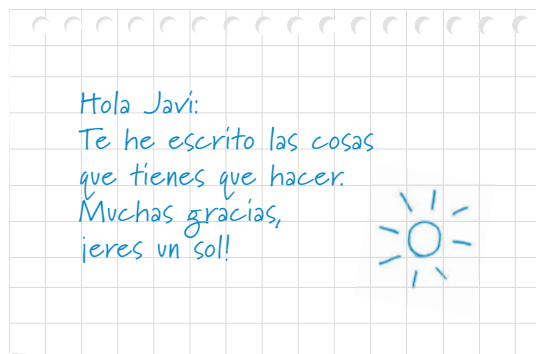 Hola Javi:
Te he escrito las cosas
que tienes que hacer.
Muchas gracias,
¡eres un sol!